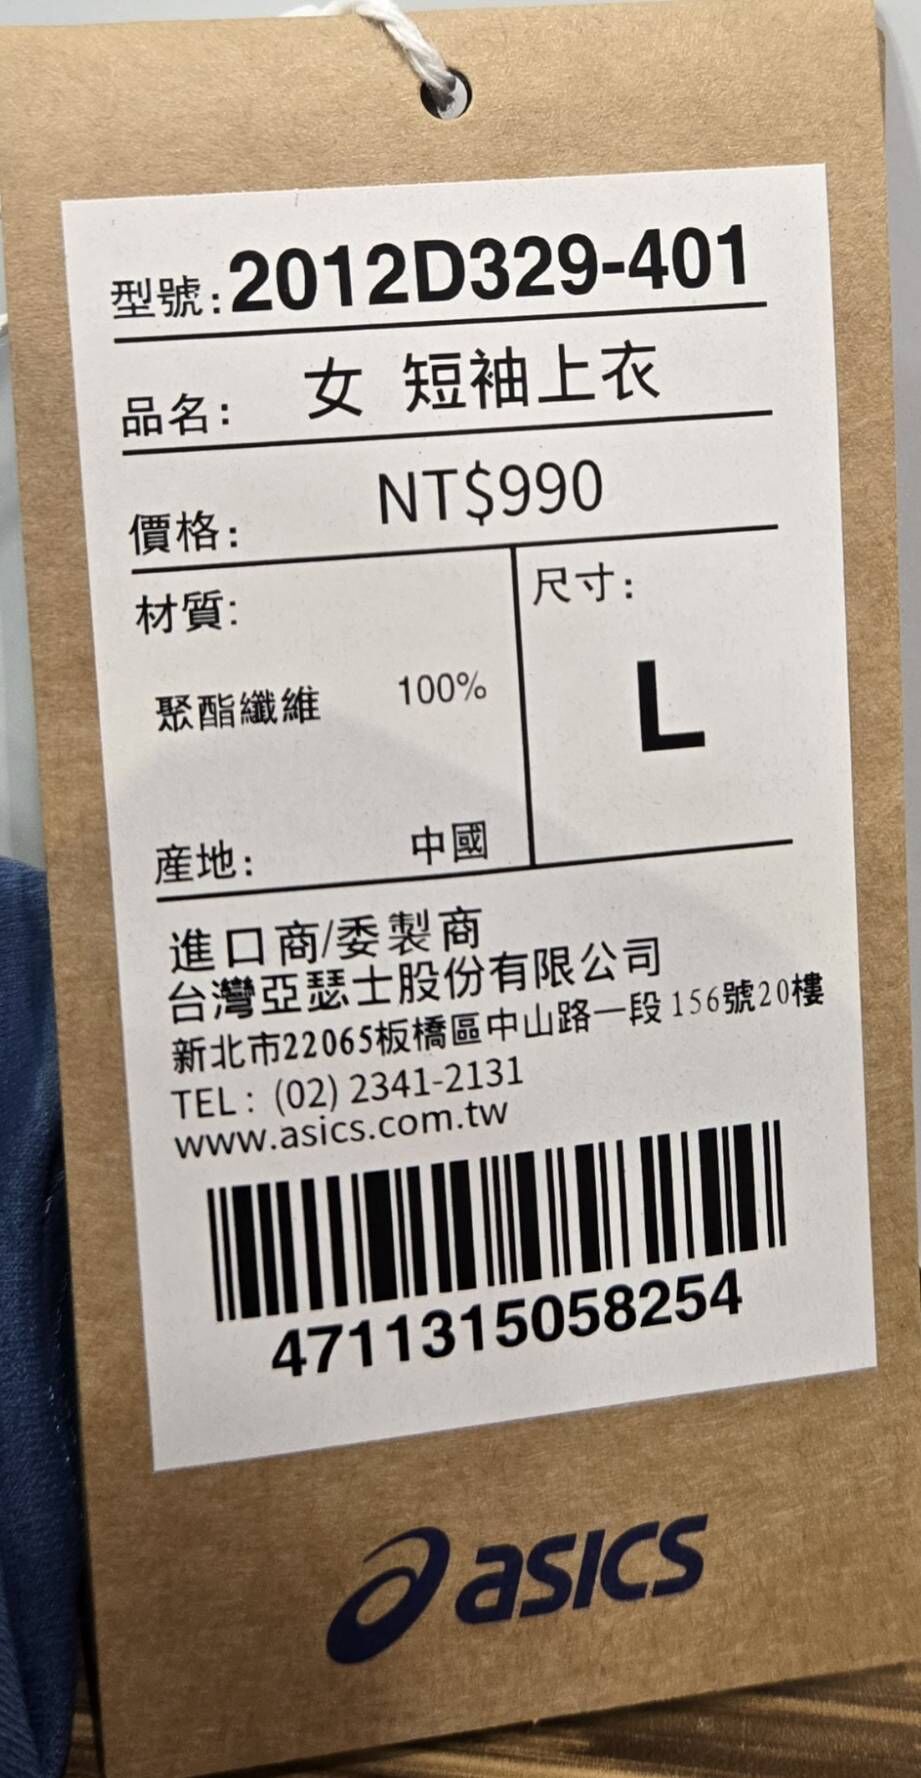 型號:2012D329-401
品名: 女 短袖上衣
價格: NT$990
材質:
聚酯纖維 100%
產地: 中國
尺寸:
L
進口商/委製商
台灣亞瑟士股份有限公司
新北市22065板橋區中山路一段156號20樓
TEL: (02) 2341-2131
www.asics.com.tw
4711315058254
asics